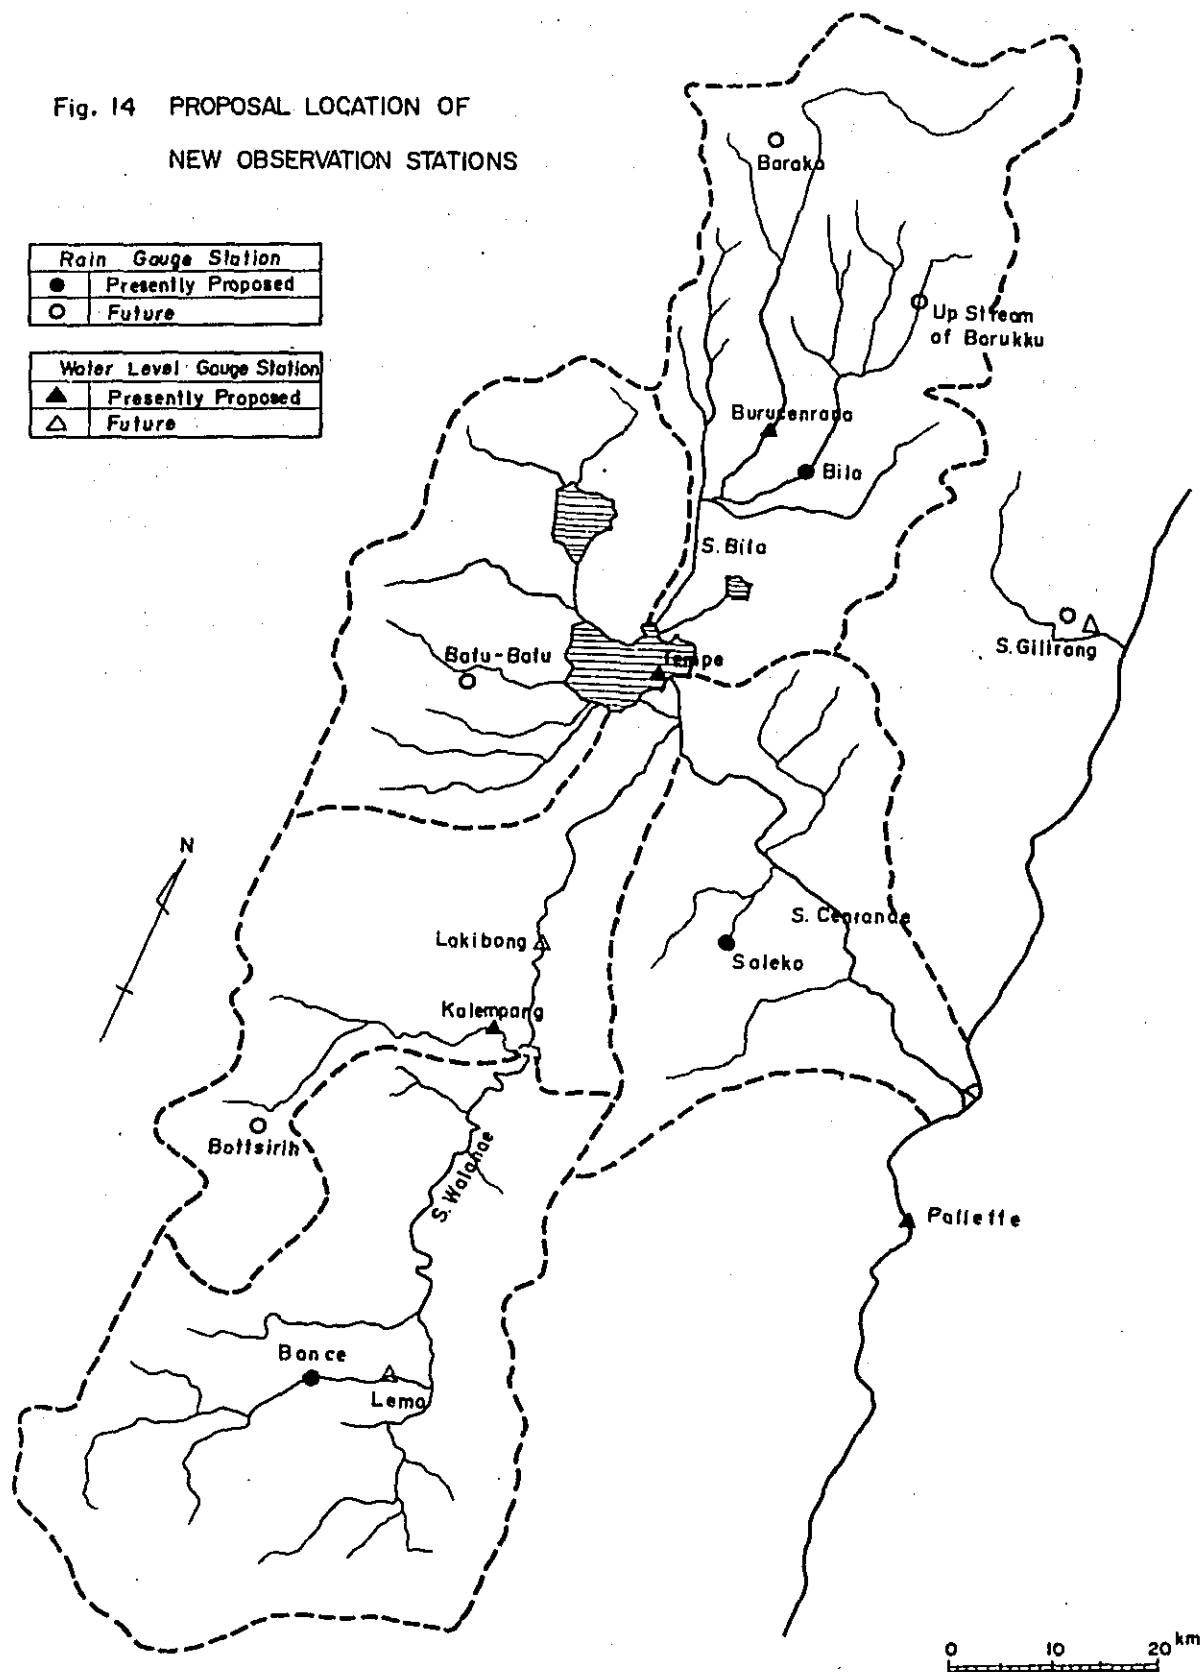 Fig. 14 PROPOSAL LOCATION OF
NEW OBSERVATION STATIONS
Rain Gauge Station
Presently Proposed
Future
Water Level Gauge Station
Presently Proposed
Future
Baraka
Up Stream
of Barukku
Burucenrana
Bila
S. Bila
S. Gilirang
Batu-Batu
Tempe
N
S. Cenranae
Lakibong
Saleko
Kalempang
Bottsirih
S. Walanae
Pallette
Bance
Lema
0 10 20 km